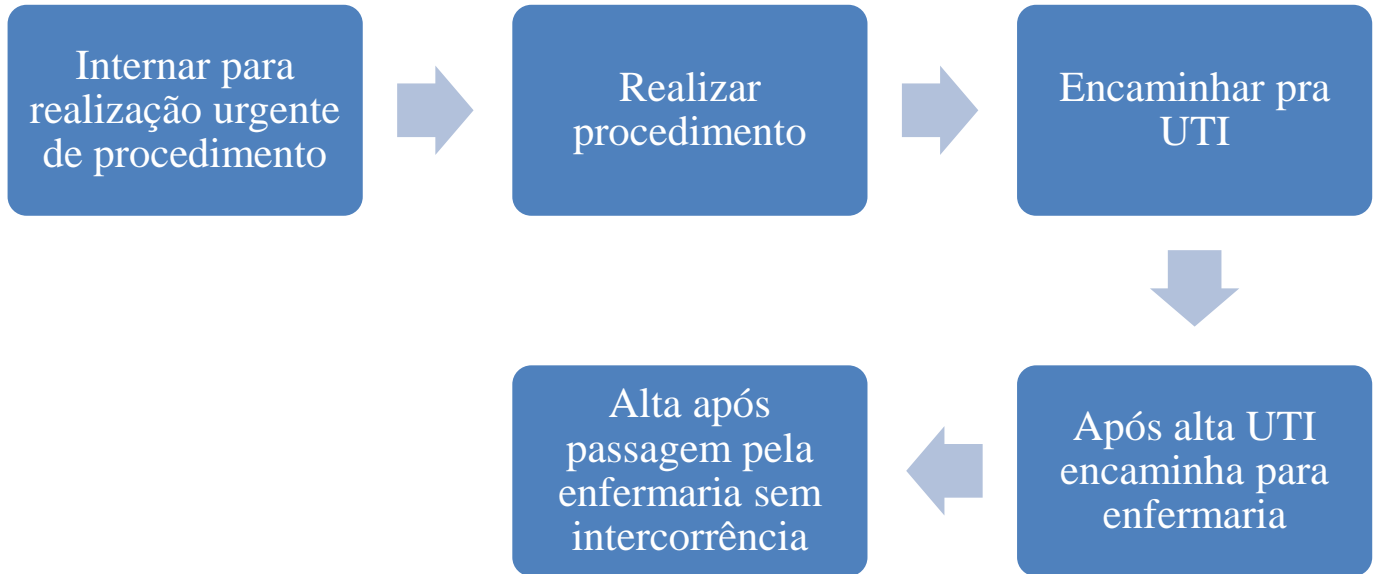 Internar para
realização urgente
de procedimento
Realizar
procedimento
Encaminhar pra
UTI
Após alta UTI
encaminha para
enfermaria
Alta após
passagem pela
enfermaria sem
intercorrência